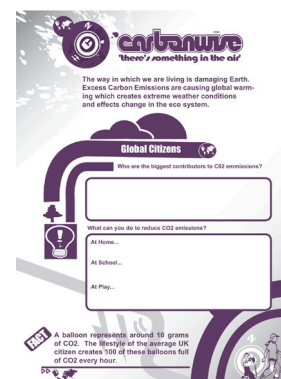 carbonwise
'there's something in the air'
The way in which we are living is damaging Earth.
Excess Carbon Emissions are causing global warm-
ing which creates extreme weather conditions
and effects change in the eco system.
Global Citizens
Who are the biggest contributors to C02 emmissions?
What can you do to reduce CO2 emissions?
At Home...
At School...
At Play...
FACT
A balloon represents around 10 grams
of CO2. The lifestyle of the average UK
citizen creates 100 of these balloons full
of CO2 every hour.